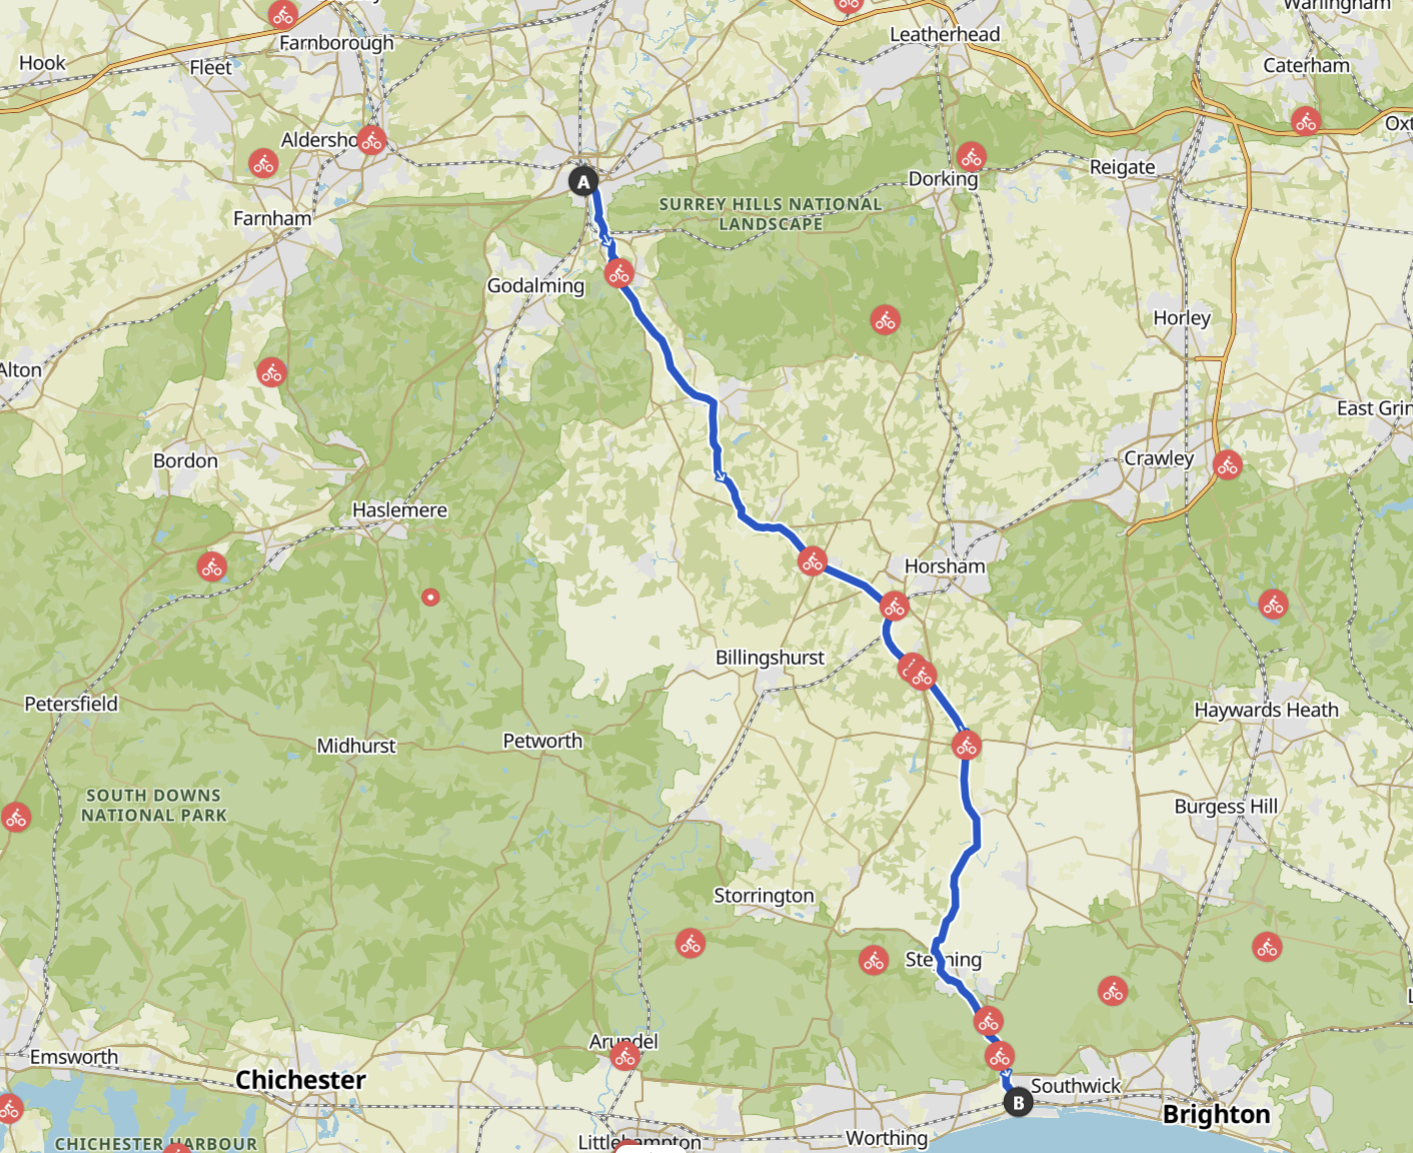 Warlingham
Leatherhead
Farnborough
Hook
Fleet
Caterham
Aldersho
Oxt
A
Reigate
Dorking
SURREY HILLS NATIONAL
LANDSCAPE
Farnham
Godalming
Horley
Alton
East Grin
Crawley
Bordon
Haslemere
Horsham
Billingshurst
Petersfield
Haywards Heath
Midhurst
Petworth
SOUTH DOWNS
NATIONAL PARK
Burgess Hill
Storrington
Steyning
L
Arundel
Emsworth
Chichester
Southwick
B
Brighton
Worthing
CHICHESTER HARBOUR
Littlehampton